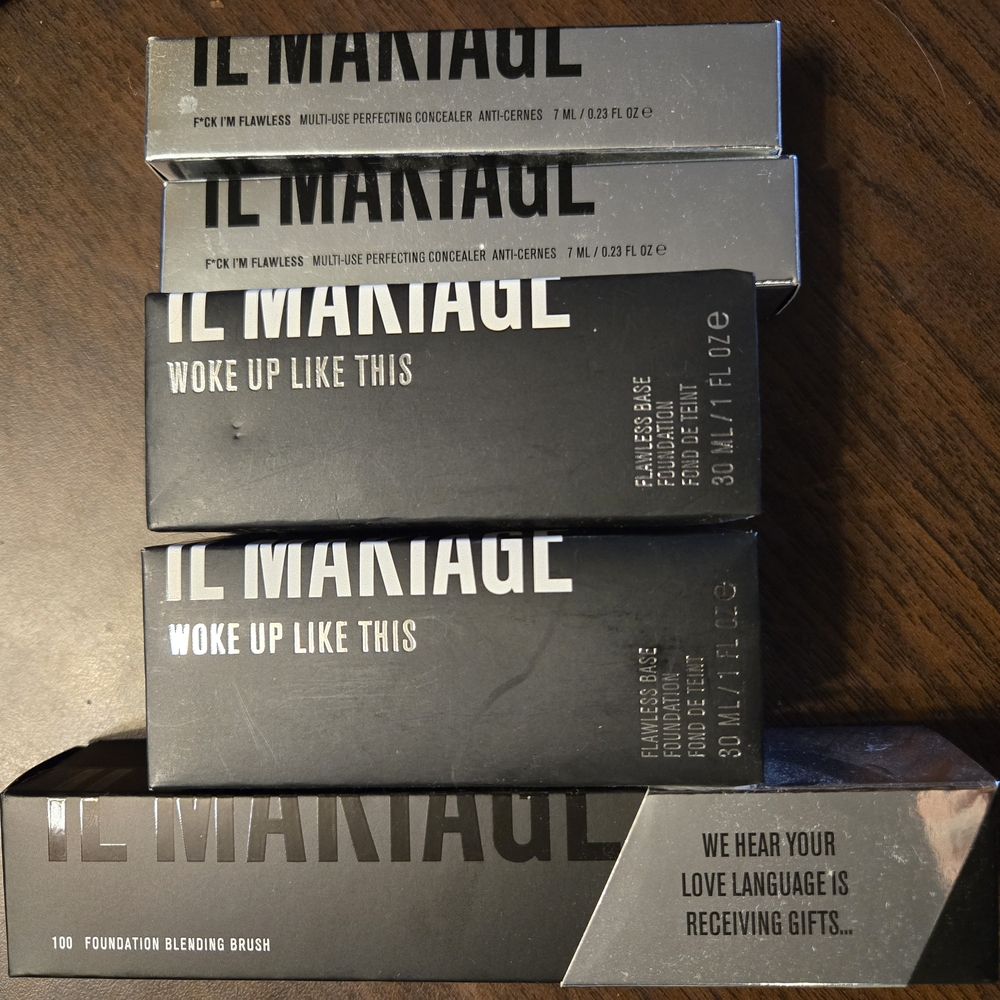 IL MAKIAGE
F*CK I'M FLAWLESS MULTI-USE PERFECTING CONCEALER ANTI-CERNES 7 ML / 0.23 FL OZ ℮
IL MAKIAGE
F*CK I'M FLAWLESS MULTI-USE PERFECTING CONCEALER ANTI-CERNES 7 ML / 0.23 FL OZ ℮
IL MAKIAGE
WOKE UP LIKE THIS
FLAWLESS BASE
FOUNDATION
FOND DE TEINT
30 ML / 1 FL OZ ℮
IL MAKIAGE
WOKE UP LIKE THIS
FLAWLESS BASE
FOUNDATION
FOND DE TEINT
30 ML / 1 FL OZ ℮
IL MAKIAGE
100 FOUNDATION BLENDING BRUSH
WE HEAR YOUR
LOVE LANGUAGE IS
RECEIVING GIFTS...